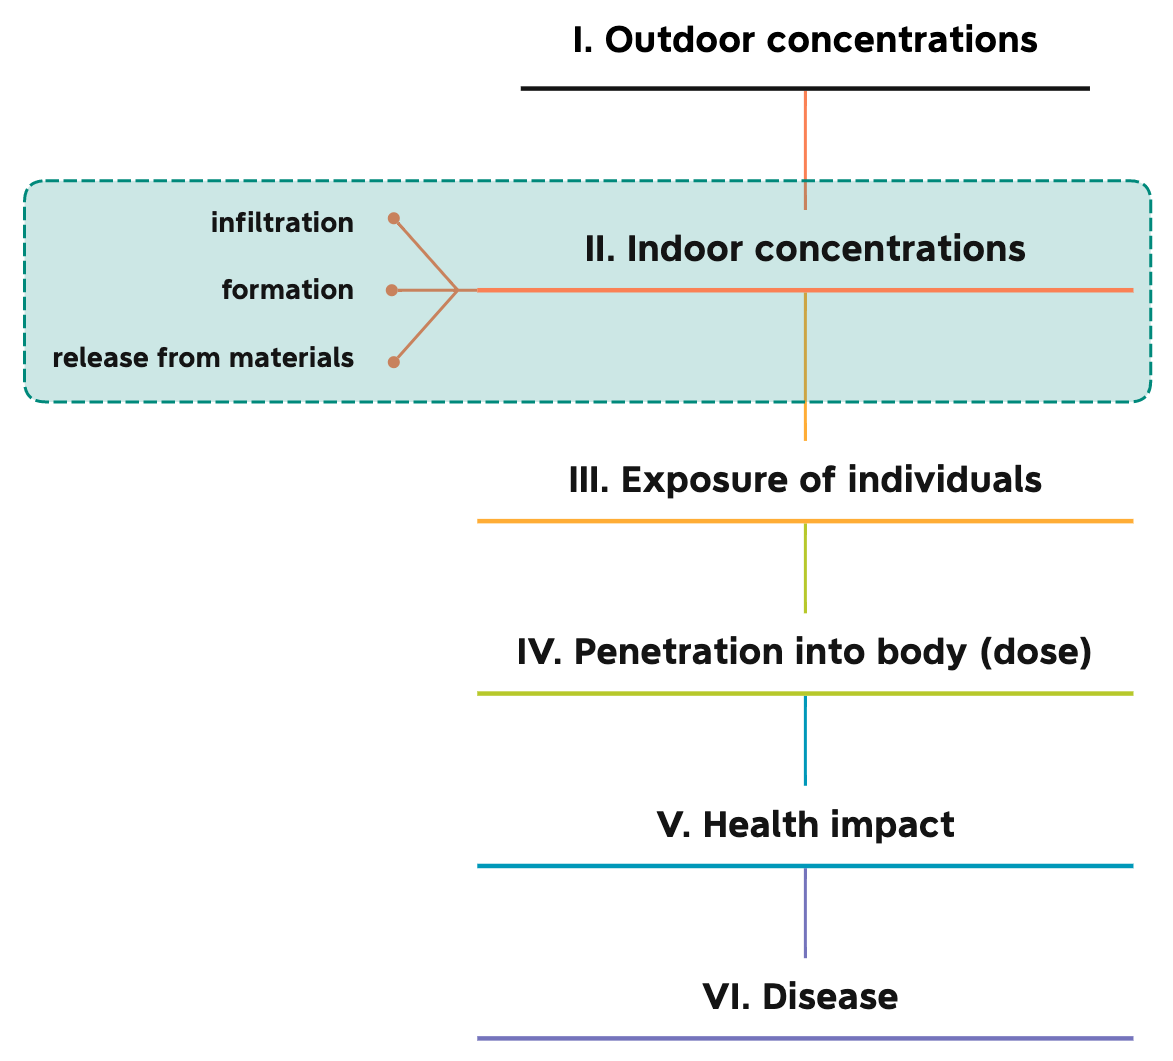 I. Outdoor concentrations
infiltration
II. Indoor concentrations
formation
release from materials
III. Exposure of individuals
IV. Penetration into body (dose)
V. Health impact
VI. Disease